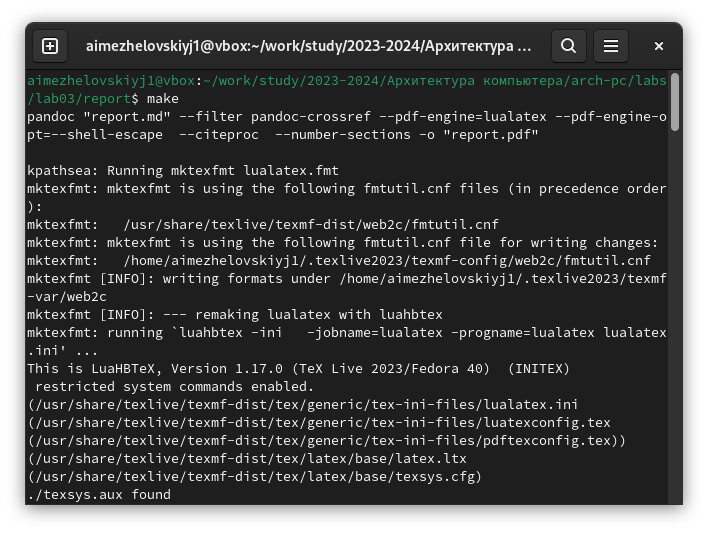 aimezhelovskiyj1@vbox:~/work/study/2023-2024/Архитектура ...
aimezhelovskiyj1@vbox:~/work/study/2023-2024/Архитектура компьютера/arch-pc/labs
/lab03/report$ make
pandoc "report.md" --filter pandoc-crossref --pdf-engine=lualatex --pdf-engine-o
pt=--shell-escape  --citeproc  --number-sections -o "report.pdf"
kpathsea: Running mktexfmt lualatex.fmt
mktexfmt: mktexfmt is using the following fmtutil.cnf files (in precedence order
):
mktexfmt:   /usr/share/texlive/texmf-dist/web2c/fmtutil.cnf
mktexfmt: mktexfmt is using the following fmtutil.cnf file for writing changes:
mktexfmt:   /home/aimezhelovskiyj1/.texlive2023/texmf-config/web2c/fmtutil.cnf
mktexfmt [INFO]: writing formats under /home/aimezhelovskiyj1/.texlive2023/texmf
-var/web2c
mktexfmt [INFO]: --- remaking lualatex with luahbtex
mktexfmt: running `luahbtex -ini   -jobname=lualatex -progname=lualatex lualatex
.ini' ...
This is LuaHBTeX, Version 1.17.0 (TeX Live 2023/Fedora 40)  (INITEX)
 restricted system commands enabled.
(/usr/share/texlive/texmf-dist/tex/generic/tex-ini-files/lualatex.ini
(/usr/share/texlive/texmf-dist/tex/generic/tex-ini-files/luatexconfig.tex
(/usr/share/texlive/texmf-dist/tex/generic/tex-ini-files/pdftexconfig.tex))
(/usr/share/texlive/texmf-dist/tex/latex/base/latex.ltx
(/usr/share/texlive/texmf-dist/tex/latex/base/texsys.cfg)
./texsys.aux found